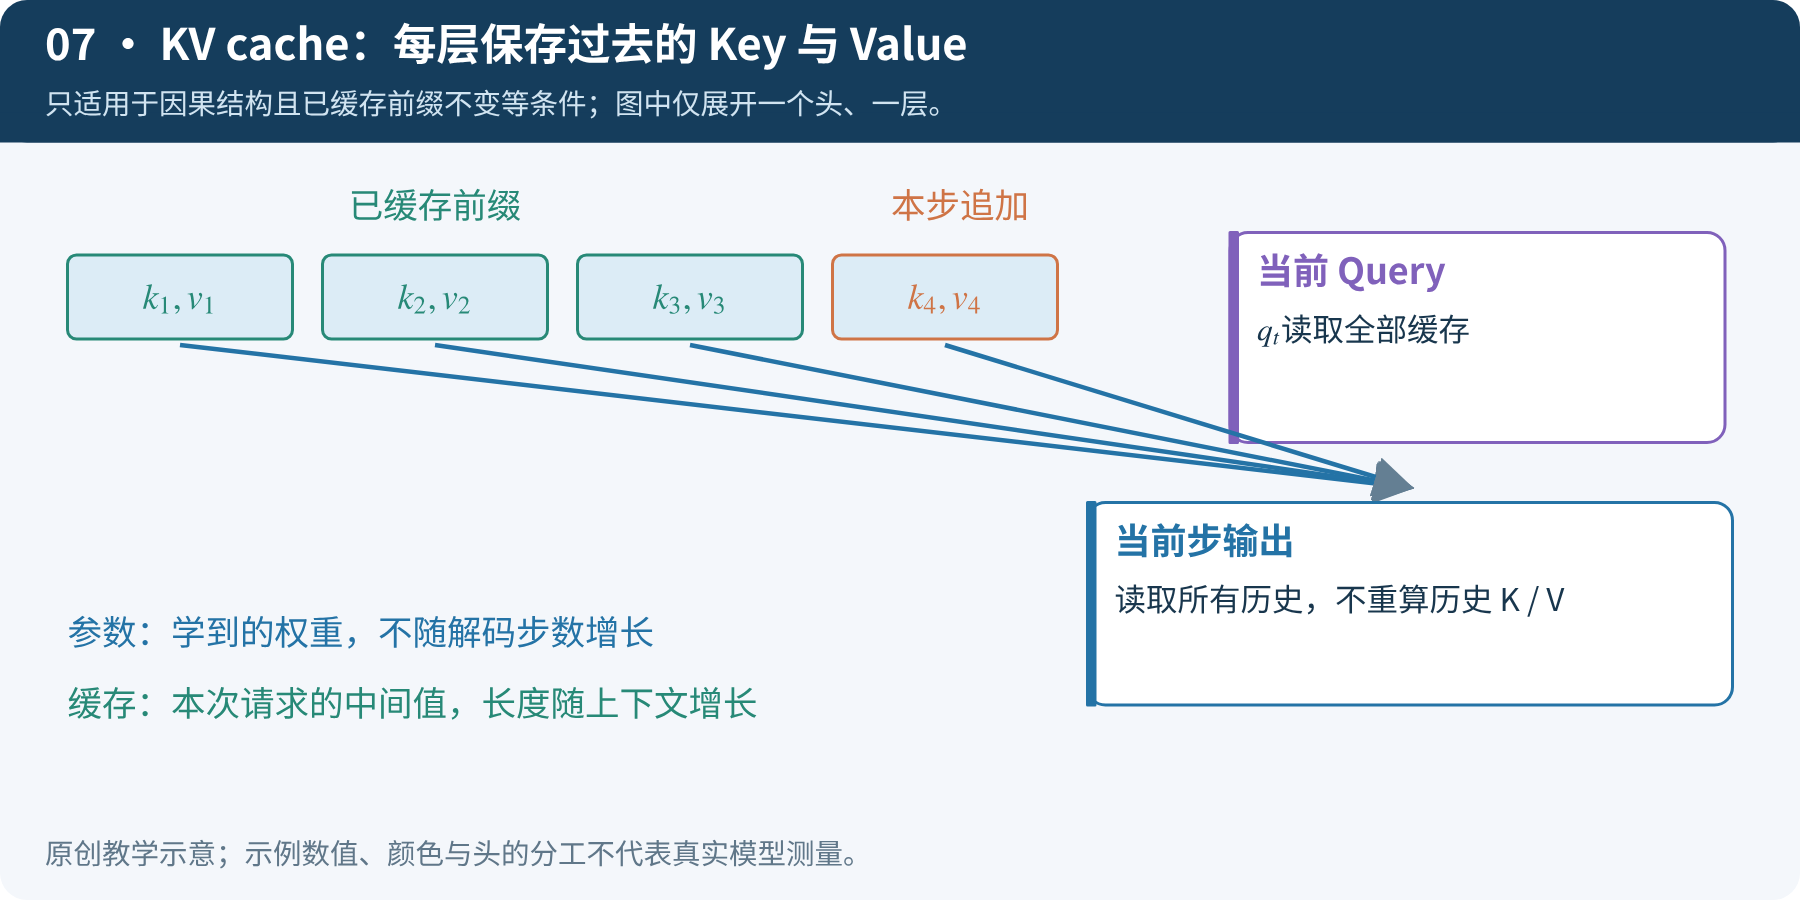 07 · KV cache：每层保存过去的 Key 与 Value
只适用于因果结构且已缓存前缀不变等条件；图中仅展开一个头、一层。
已缓存前缀
本步追加
k₁, v₁
k₂, v₂
k₃, v₃
k₄, v₄
当前 Query
qₜ读取全部缓存
当前步输出
读取所有历史，不重算历史 K / V
参数：学到的权重，不随解码步数增长
缓存：本次请求的中间值，长度随上下文增长
原创教学示意；示例数值、颜色与头的分工不代表真实模型测量。